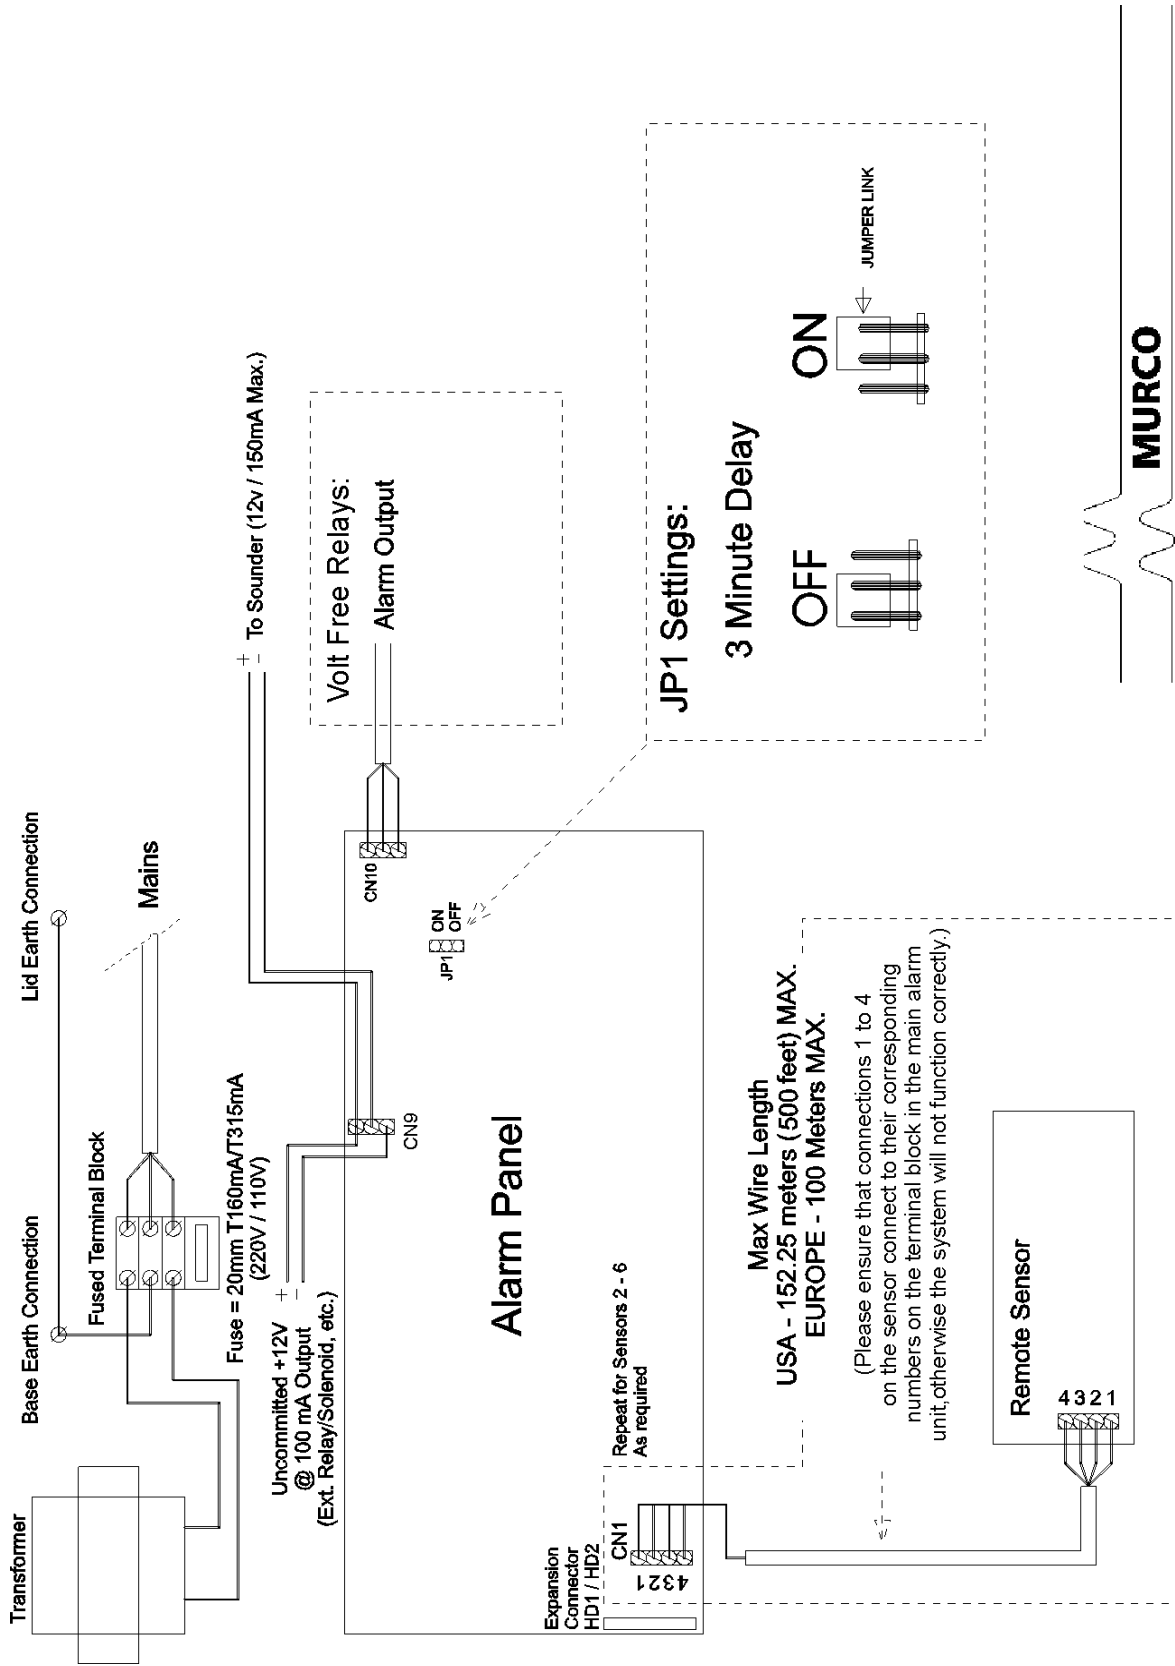 Transformer
Base Earth Connection
Lid Earth Connection
Fused Terminal Block
Mains
Fuse = 20mm T160mA/T315mA
(220V / 110V)
Uncommitted +12V
@ 100 mA Output
(Ext. Relay/Solenoid, etc.)
+
-
+
-
To Sounder (12v / 150mA Max.)
CN9
CN10
Volt Free Relays:
Alarm Output
JP1
ON
OFF
Alarm Panel
Expansion
Connector
HD1 / HD2
CN1
4321
Repeat for Sensors 2 - 6
As required
JP1 Settings:
3 Minute Delay
OFF
ON
JUMPER LINK
Max Wire Length
USA - 152.25 meters (500 feet) MAX.
EUROPE - 100 Meters MAX.
(Please ensure that connections 1 to 4
on the sensor connect to their corresponding
numbers on the terminal block in the main alarm
unit,otherwise the system will not function correctly.)
Remote Sensor
4321
MURCO